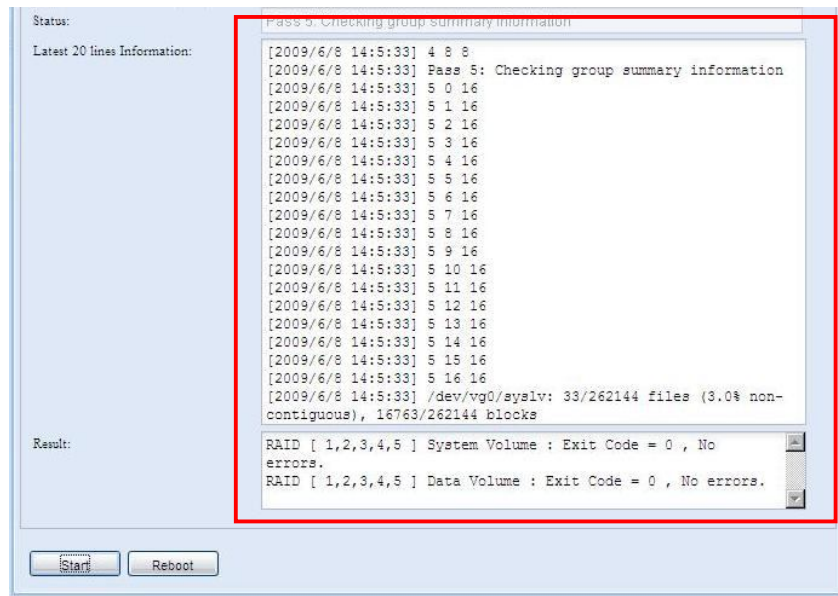 Status:
Pass 5: Checking group summary information
Latest 20 lines Information:
[2009/6/8 14:5:33] 4 8 8
[2009/6/8 14:5:33] Pass 5: Checking group summary information
[2009/6/8 14:5:33] 5 0 16
[2009/6/8 14:5:33] 5 1 16
[2009/6/8 14:5:33] 5 2 16
[2009/6/8 14:5:33] 5 3 16
[2009/6/8 14:5:33] 5 4 16
[2009/6/8 14:5:33] 5 5 16
[2009/6/8 14:5:33] 5 6 16
[2009/6/8 14:5:33] 5 7 16
[2009/6/8 14:5:33] 5 8 16
[2009/6/8 14:5:33] 5 9 16
[2009/6/8 14:5:33] 5 10 16
[2009/6/8 14:5:33] 5 11 16
[2009/6/8 14:5:33] 5 12 16
[2009/6/8 14:5:33] 5 13 16
[2009/6/8 14:5:33] 5 14 16
[2009/6/8 14:5:33] 5 15 16
[2009/6/8 14:5:33] 5 16 16
[2009/6/8 14:5:33] /dev/vg0/syslv: 33/262144 files (3.0% non-
contiguous), 16763/262144 blocks
Result:
RAID [ 1,2,3,4,5 ] System Volume : Exit Code = 0 , No
errors.
RAID [ 1,2,3,4,5 ] Data Volume : Exit Code = 0 , No errors.
Start
Reboot